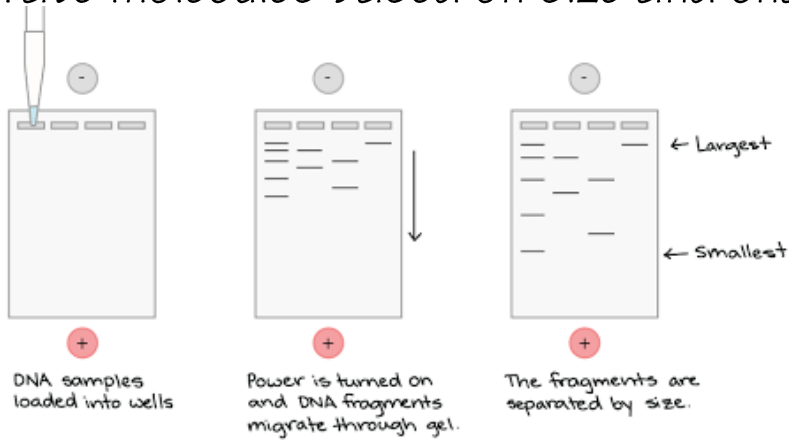 -
-
-
← Largest
← Smallest
+
+
+
DNA samples
loaded into wells
Power is turned on
and DNA fragments
migrate through gel.
The fragments are
separated by size.